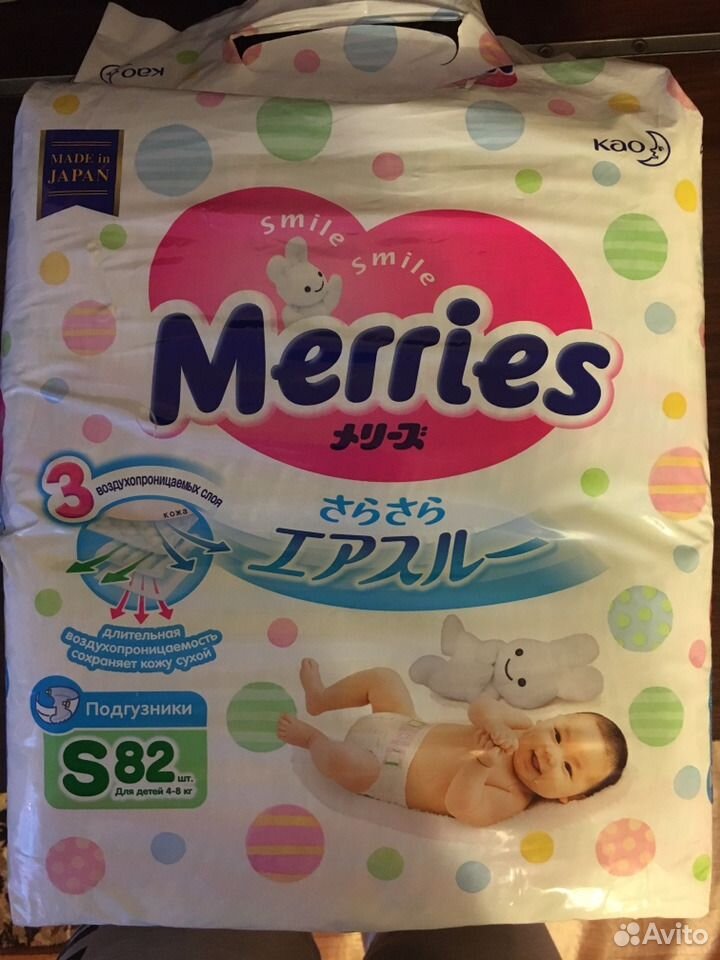 Kao
MADE in
JAPAN
Kao
Smile
Smile
Merries
メリーズ
3 воздухопроницаемых слоя
кожа
さらさら
エアスルー
длительная
воздухопроницаемость
сохраняет кожу сухой
Подгузники
S82 шт.
Для детей 4-8 кг
Avito